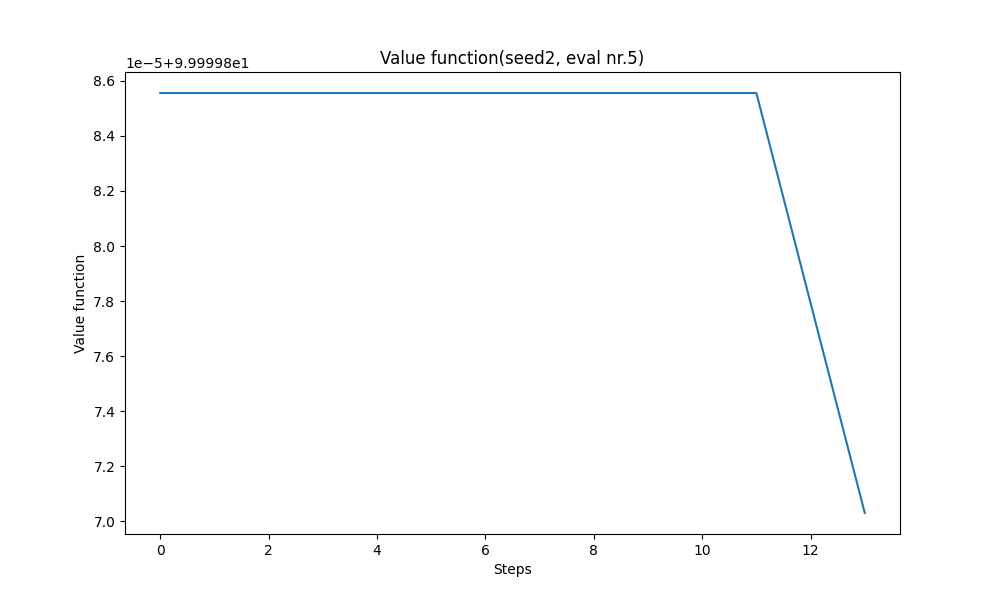 Value function(seed2, eval nr.5)
1e−5+9.99998e1
8.6
8.4
8.2
8.0
7.8
7.6
7.4
7.2
7.0
Value function
0 2 4 6 8 10 12
Steps